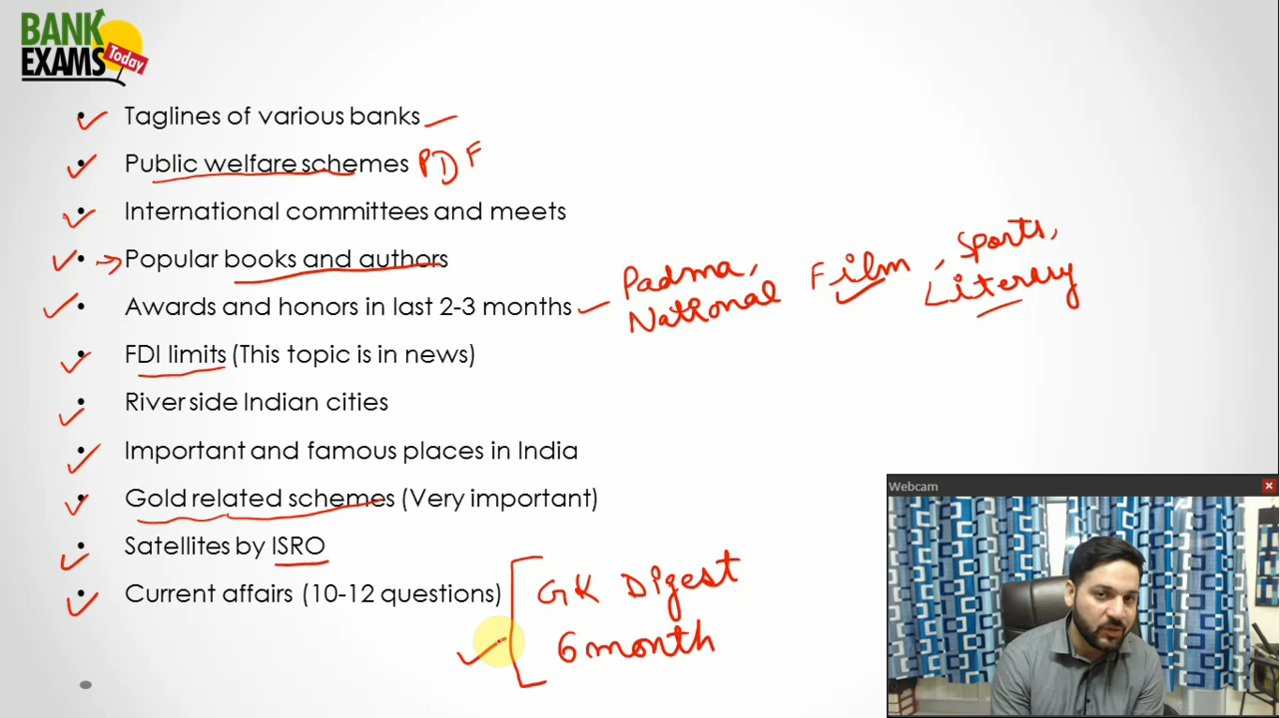 BANK
EXAMS Today
• Taglines of various banks
• Public welfare schemes PDF
• International committees and meets
• Popular books and authors
• Awards and honors in last 2-3 months
Padma, National Film, Sports, Literary
• FDI limits (This topic is in news)
• Riverside Indian cities
• Important and famous places in India
• Gold related schemes (Very important)
• Satellites by ISRO
• Current affairs (10-12 questions)
GK Digest
6 month
Webcam